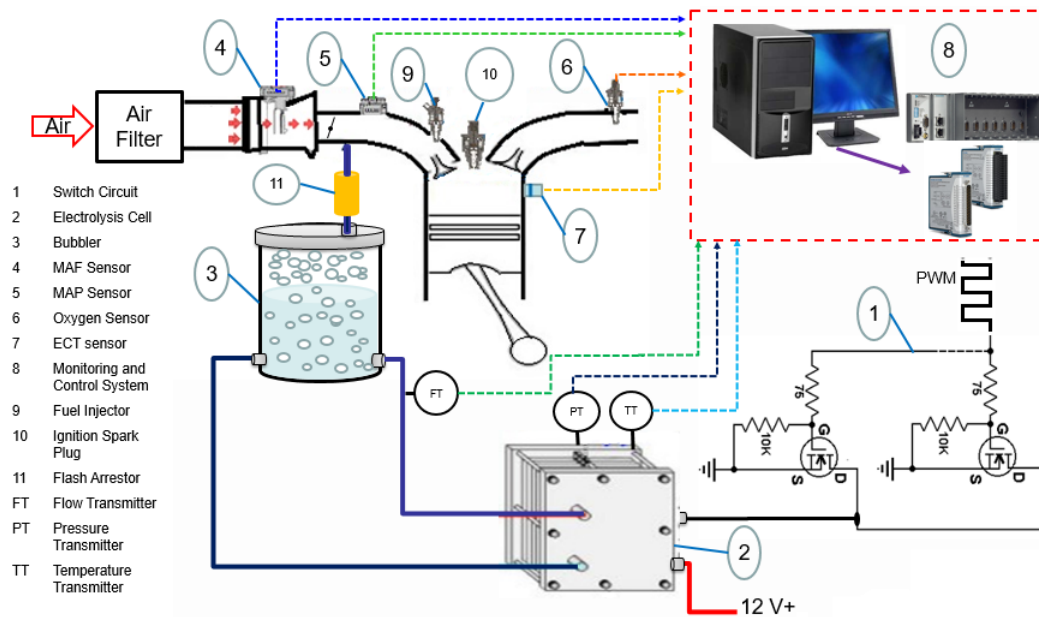 4
5
9
10
6
8
Air
Air
Filter
11
7
3
1 Switch Circuit
2 Electrolysis Cell
3 Bubbler
4 MAF Sensor
5 MAP Sensor
6 Oxygen Sensor
7 ECT sensor
8 Monitoring and
Control System
9 Fuel Injector
10 Ignition Spark
Plug
11 Flash Arrestor
FT Flow Transmitter
PT Pressure
Transmitter
TT Temperature
Transmitter
PWM
1
75
75
10K
10K
G
G
S
D
S
D
FT
PT
TT
2
12 V+